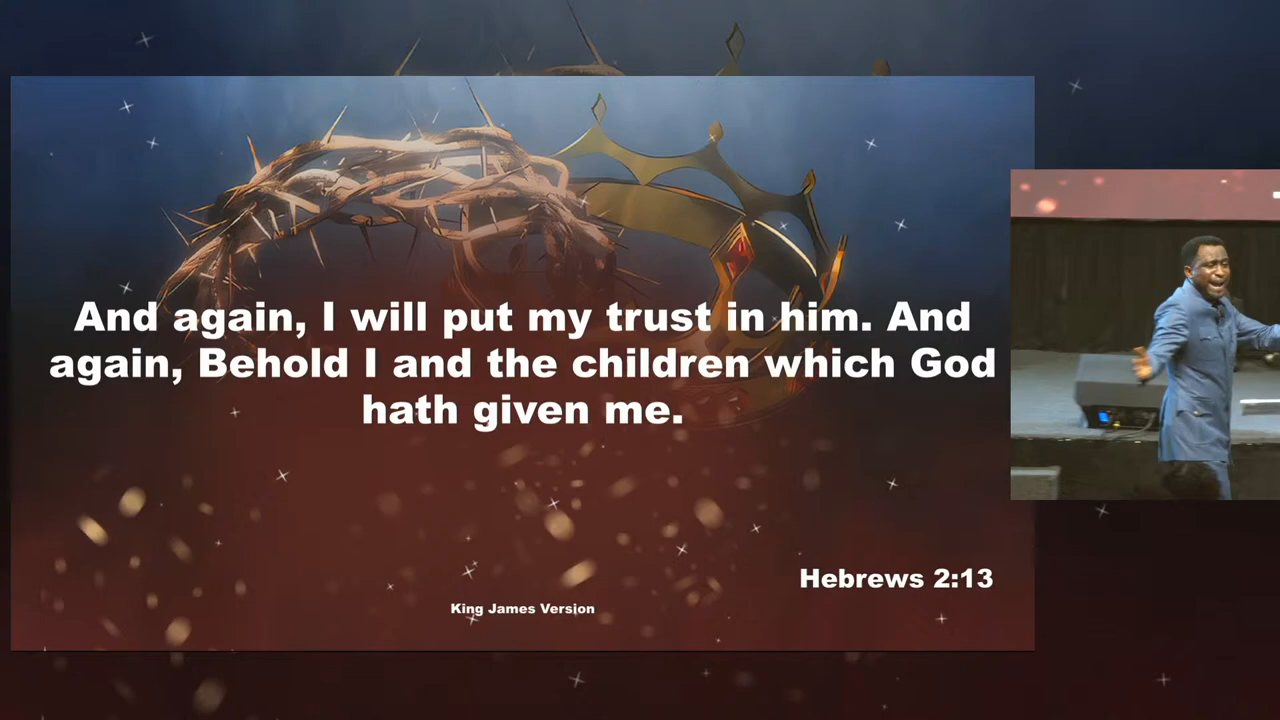 And again, I will put my trust in him. And
again, Behold I and the children which God
hath given me.
Hebrews 2:13
King James Version